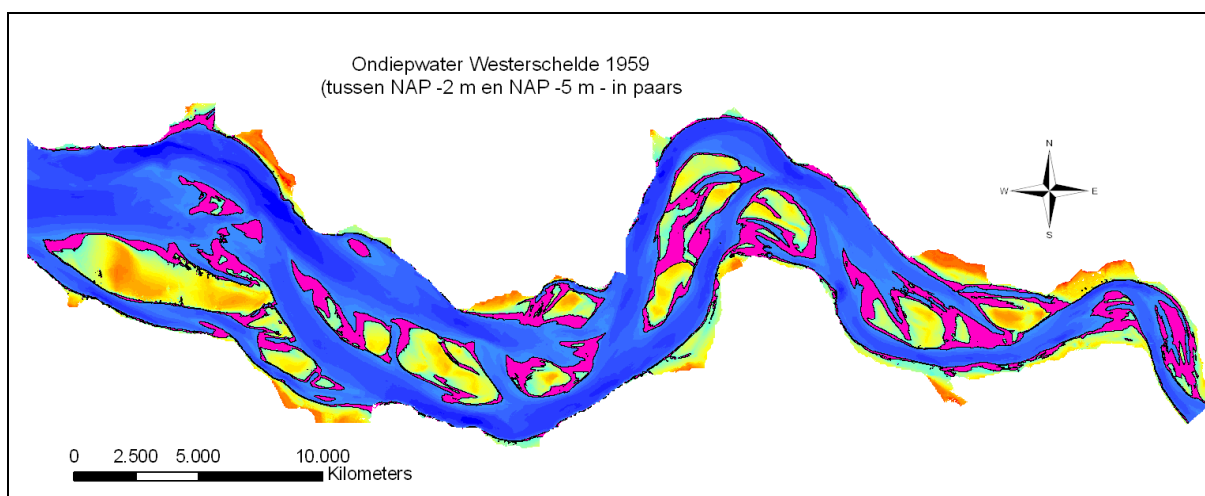 Ondiepwater Westerschelde 1959
(tussen NAP -2 m en NAP -5 m - in paars
N
W E
S
0 2.500 5.000 10.000
Kilometers